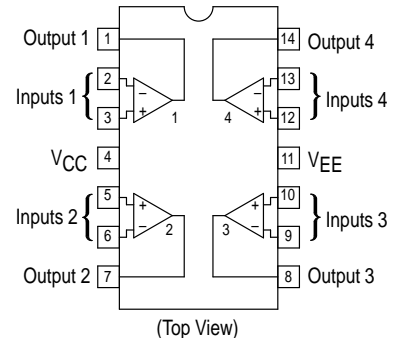 Output 1 1 14 Output 4
Inputs 1 { 2 − − 13 } Inputs 4
3 + 1 4 + 12
VCC 4 11 VEE
Inputs 2 { 5 + + 10 } Inputs 3
6 − 2 3 − 9
Output 2 7 8 Output 3
(Top View)